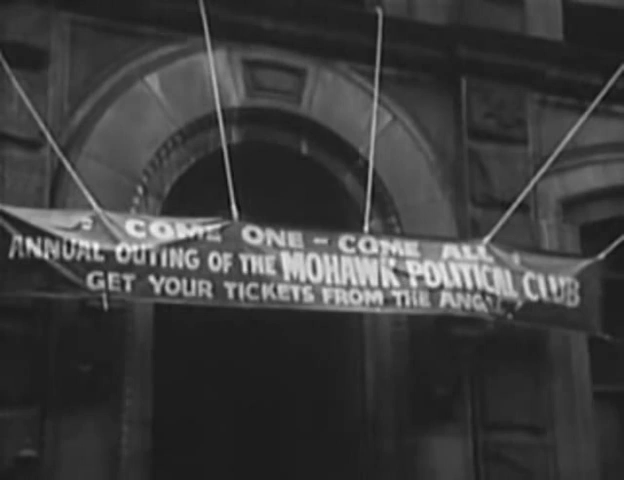 COME ONE - COME ALL
ANNUAL OUTING OF THE MOHAWK POLITICAL CLUB
GET YOUR TICKETS FROM THE